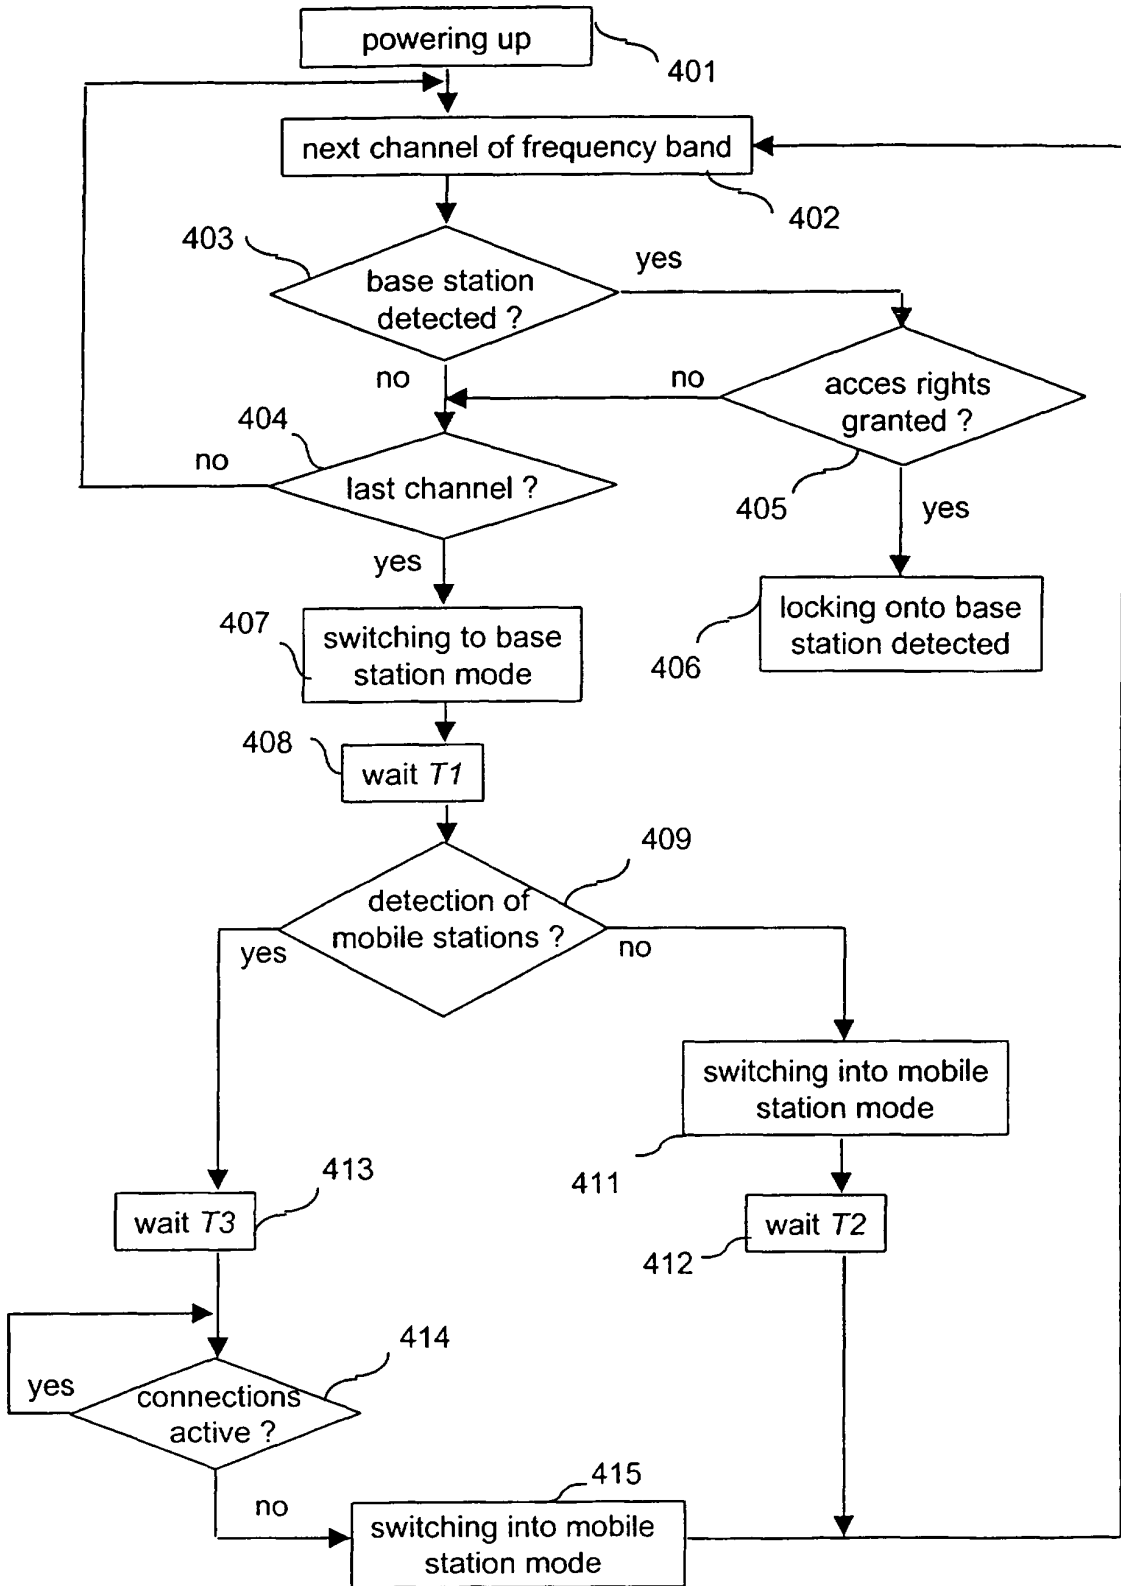 powering up
401
next channel of frequency band
402
403
base station
detected ?
yes
no
no
acces rights
granted ?
404
no
last channel ?
405
yes
yes
407
switching to base
station mode
locking onto base
station detected
406
408
wait T1
409
detection of
mobile stations ?
yes
no
switching into mobile
station mode
411
413
wait T3
wait T2
412
414
yes
connections
active ?
no
415
switching into mobile
station mode